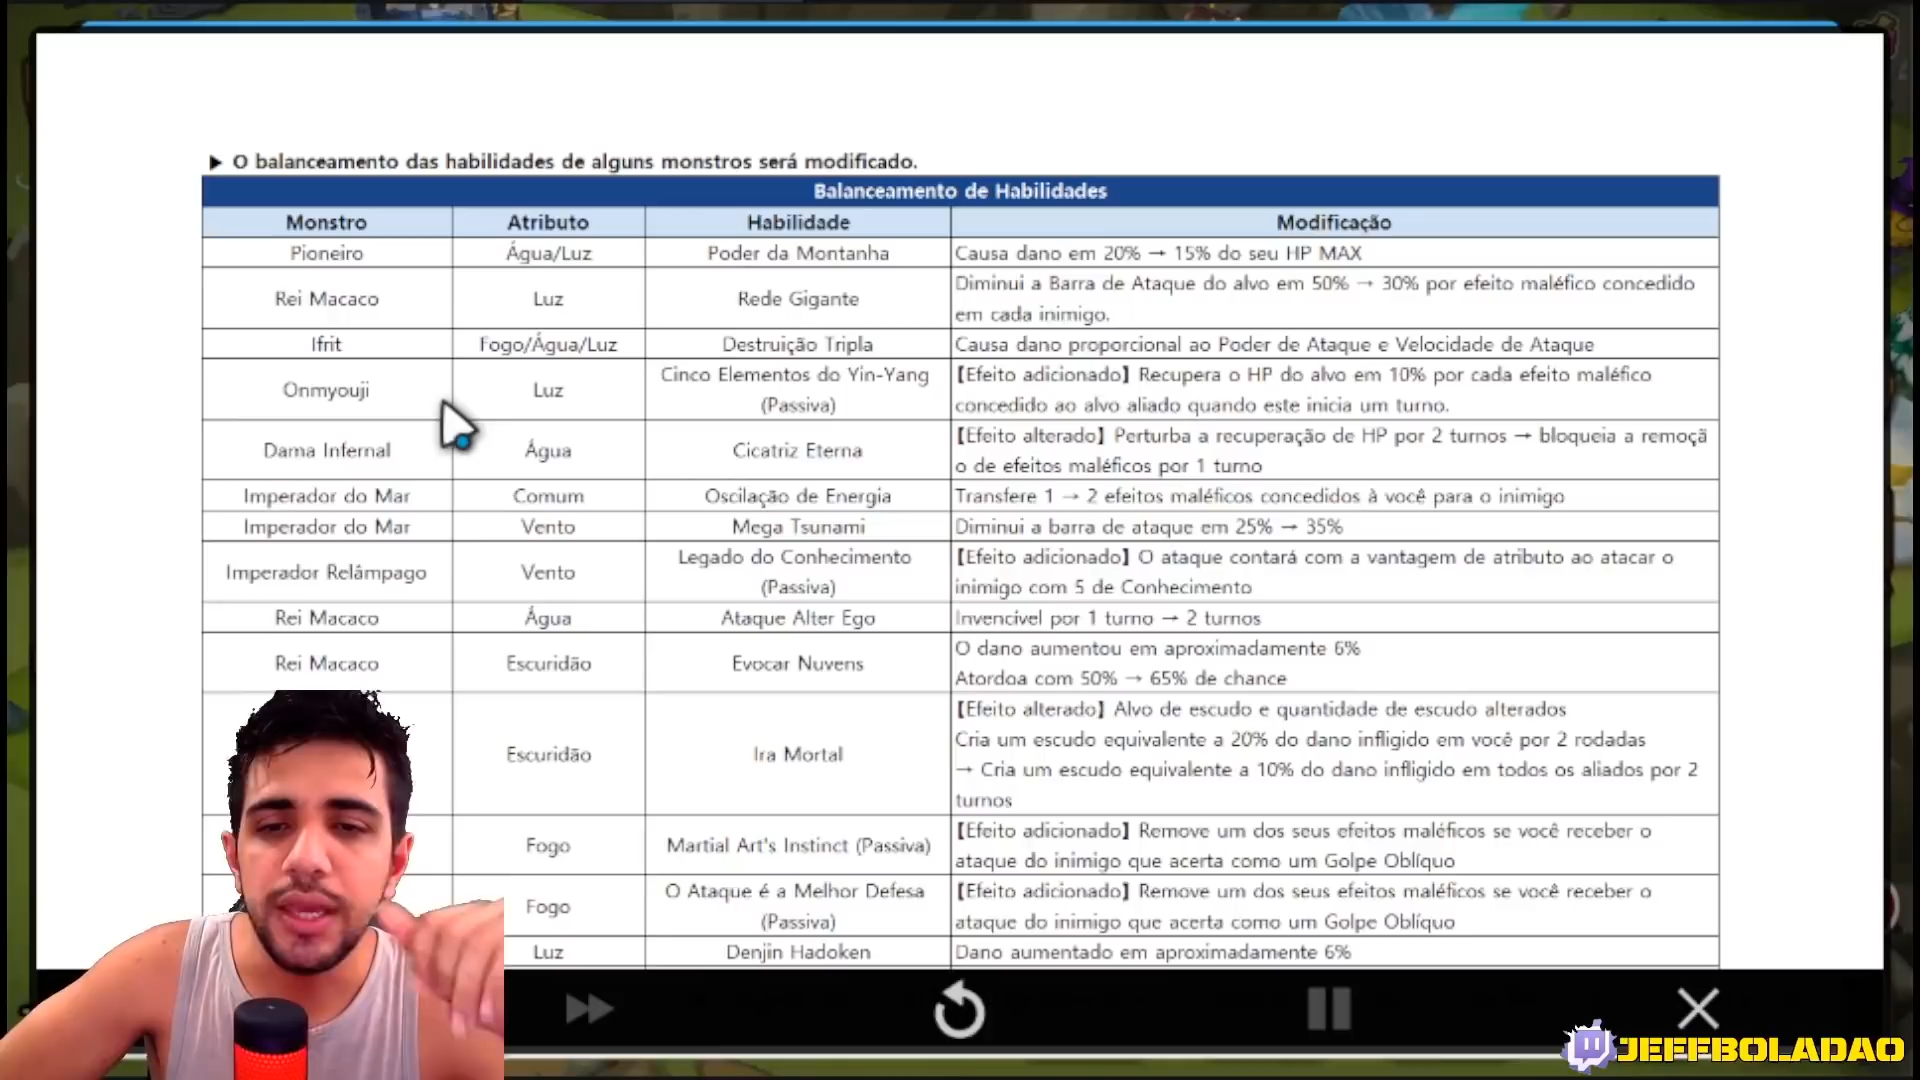 ▶ O balanceamento das habilidades de alguns monstros será modificado.
Balanceamento de Habilidades
Monstro Atributo Habilidade Modificação
Pioneiro Água/Luz Poder da Montanha Causa dano em 20% → 15% do seu HP MAX
Rei Macaco Luz Rede Gigante Diminui a Barra de Ataque do alvo em 50% → 30% por efeito maléfico concedido
em cada inimigo.
Ifrit Fogo/Água/Luz Destruição Tripla Causa dano proporcional ao Poder de Ataque e Velocidade de Ataque
Onmyouji Luz Cinco Elementos do Yin-Yang
(Passiva)
【Efeito adicionado】Recupera o HP do alvo em 10% por cada efeito maléfico
concedido ao alvo aliado quando este inicia um turno.
Dama Infernal Água Cicatriz Eterna 【Efeito alterado】Perturba a recuperação de HP por 2 turnos → bloqueia a remoçã
o de efeitos maléficos por 1 turno
Imperador do Mar Comum Oscilação de Energia Transfere 1 → 2 efeitos maléficos concedidos à você para o inimigo
Imperador do Mar Vento Mega Tsunami Diminui a barra de ataque em 25% → 35%
Imperador Relâmpago Vento Legado do Conhecimento
(Passiva)
【Efeito adicionado】O ataque contará com a vantagem de atributo ao atacar o
inimigo com 5 de Conhecimento
Rei Macaco Água Ataque Alter Ego Invencível por 1 turno → 2 turnos
Rei Macaco Escuridão Evocar Nuvens O dano aumentou em aproximadamente 6%
Atordoa com 50% → 65% de chance
Escuridão Ira Mortal 【Efeito alterado】Alvo de escudo e quantidade de escudo alterados
Cria um escudo equivalente a 20% do dano infligido em você por 2 rodadas
→ Cria um escudo equivalente a 10% do dano infligido em todos os aliados por 2
turnos
Fogo Martial Art's Instinct (Passiva) 【Efeito adicionado】Remove um dos seus efeitos maléficos se você receber o
ataque do inimigo que acerta como um Golpe Oblíquo
Fogo O Ataque é a Melhor Defesa
(Passiva)
【Efeito adicionado】Remove um dos seus efeitos maléficos se você receber o
ataque do inimigo que acerta como um Golpe Oblíquo
Luz Denjin Hadoken Dano aumentado em aproximadamente 6%
JEFFBOLADAO